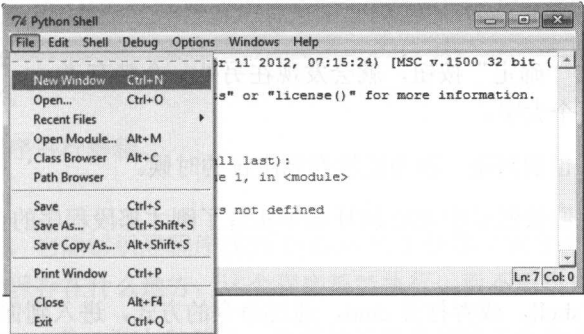 76 Python Shell
File Edit Shell Debug Options Windows Help
r 11 2012, 07:15:24) [MSC v.1500 32 bit (
New Window Ctrl+N
s" or "license()" for more information.
Open... Ctrl+O
Recent Files
Open Module... Alt+M
ll last):
Class Browser Alt+C
e 1, in <module>
Path Browser
Save Ctrl+S
s not defined
Save As... Ctrl+Shift+S
Save Copy As... Alt+Shift+S
Print Window Ctrl+P
Ln: 7 Col: 0
Close Alt+F4
Exit Ctrl+Q